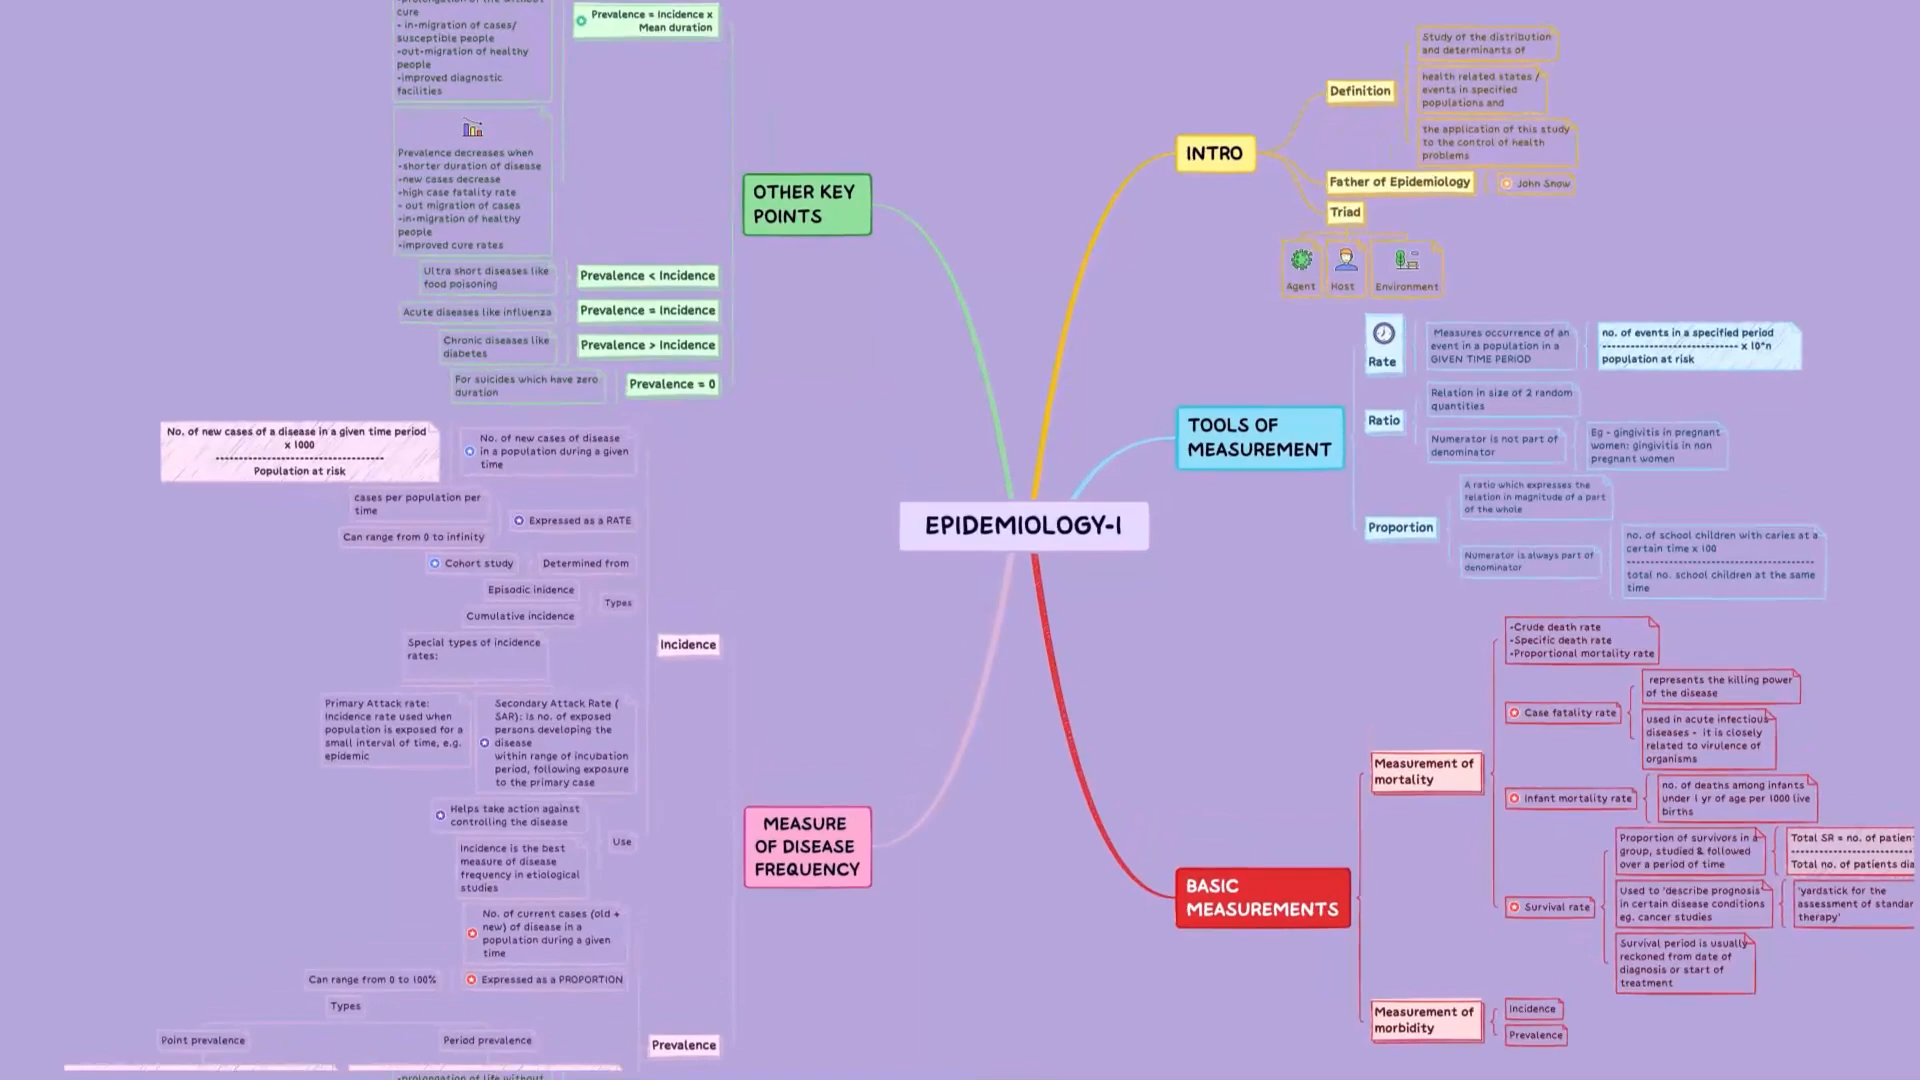 EPIDEMIOLOGY-1
INTRO
Definition
Study of the distribution
and determinants of
health related states /
events in specified
populations and
the application of this study
to the control of health
problems
Father of Epidemiology
John Snow
Triad
Agent
Host
Environment
TOOLS OF
MEASUREMENT
Rate
Measures occurrence of an
event in a population in a
GIVEN TIME PERIOD
no. of events in a specified period
------------------------------ x 10^n
population at risk
Ratio
Relation in size of 2 random
quantities
Numerator is not part of
denominator
Eg - gingivitis in pregnant
women: gingivitis in non
pregnant women
Proportion
A ratio which expresses the
relation in magnitude of a part
of the whole
Numerator is always part of
denominator
no. of school children with caries at a
certain time x 100
------------------------------------
total no. school children at the same
time
BASIC
MEASUREMENTS
Measurement of
mortality
-Crude death rate
-Specific death rate
-Proportional mortality rate
Case fatality rate
represents the killing power
of the disease
used in acute infectious
diseases - it is closely
related to virulence of
organisms
Infant mortality rate
no. of deaths among infants
under 1 yr of age per 1000 live
births
Survival rate
Proportion of survivors in a
group, studied & followed
over a period of time
Total SR = no. of patien
------------------------
Total no. of patients dia
Used to 'describe prognosis'
in certain disease conditions
eg. cancer studies
'yardstick for the
assessment of standar
therapy'
Survival period is usually
reckoned from date of
diagnosis or start of
treatment
Measurement of
morbidity
Incidence
Prevalence
OTHER KEY
POINTS
Prevalence = Incidence x
Mean duration
cure
- in-migration of cases/
susceptible people
-out-migration of healthy
people
-improved diagnostic
facilities
Prevalence decreases when
-shorter duration of disease
-new cases decrease
-high case fatality rate
- out migration of cases
-in-migration of healthy
people
-improved cure rates
Prevalence < Incidence
Ultra short diseases like
food poisoning
Prevalence = Incidence
Acute diseases like influenza
Prevalence > Incidence
Chronic diseases like
diabetes
Prevalence = 0
For suicides which have zero
duration
MEASURE
OF DISEASE
FREQUENCY
Incidence
No. of new cases of disease
in a population during a given
time
No. of new cases of a disease in a given time period
x 1000
----------------------------------
Population at risk
Expressed as a RATE
cases per population per
time
Can range from 0 to infinity
Determined from
Cohort study
Types
Episodic inidence
Cumulative incidence
Special types of incidence
rates:
Primary Attack rate:
Incidence rate used when
population is exposed for a
small interval of time, e.g.
epidemic
Secondary Attack Rate (
SAR): is no. of exposed
persons developing the
disease
within range of incubation
period, following exposure
to the primary case
Use
Helps take action against
controlling the disease
Incidence is the best
measure of disease
frequency in etiological
studies
Prevalence
No. of current cases (old +
new) of disease in a
population during a given
time
Expressed as a PROPORTION
Can range from 0 to 100%
Types
Point prevalence
Period prevalence
-prolongation of life without